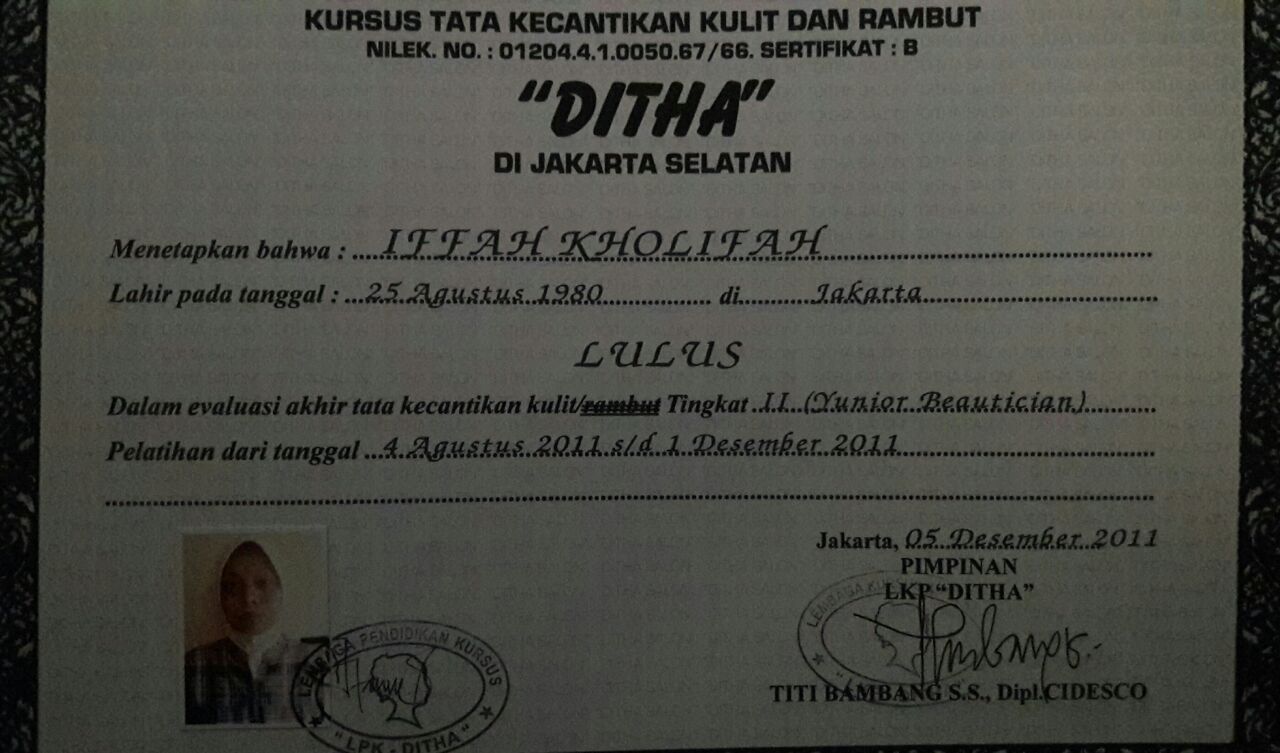 KURSUS TATA KECANTIKAN KULIT DAN RAMBUT
NILEK. NO. : 01204.4.1.0050.67/66. SERTIFIKAT : B
"DITHA"
DI JAKARTA SELATAN
Menetapkan bahwa : IFFAH KHOLIFAH
Lahir pada tanggal : 25 Agustus 1980 di Jakarta
LULUS
Dalam evaluasi akhir tata kecantikan kulit/rambut Tingkat II (Yunior Beautician)
Pelatihan dari tanggal 4 Agustus 2011 s/d 1 Desember 2011
Jakarta, 05 Desember 2011
PIMPINAN
LKP "DITHA"
TITI BAMBANG S.S., Dipl.CIDESCO
LEMBAGA PENDIDIKAN KURSUS
"LPK - DITHA"
LEMBAGA